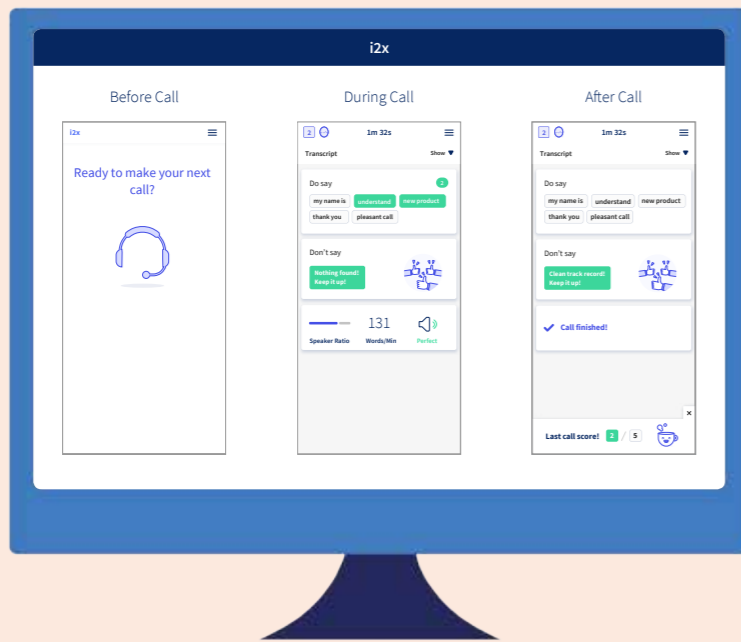 i2x
Before Call
i2x
Ready to make your next
call?
During Call
2 1m 32s
Transcript Show
Do say 2
my name is understand new product
thank you pleasant call
Don't say
Nothing found!
Keep it up!
131
Speaker Ratio Words/Min Perfect
After Call
2 1m 32s
Transcript Show
Do say
my name is understand new product
thank you pleasant call
Don't say
Clean track record!
Keep it up!
Call finished!
x
Last call score! 2 / 5